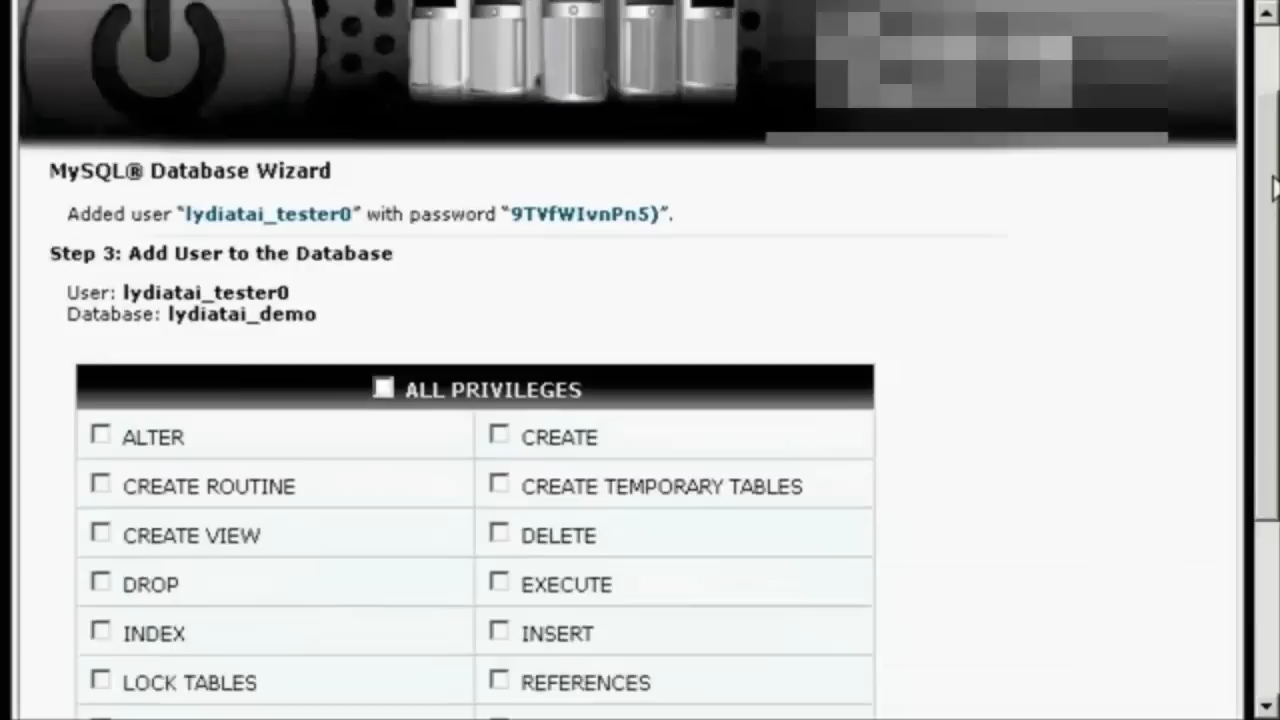 MySQL® Database Wizard
Added user “lydiatai_tester0” with password “9TVfWIvnPn5)”.
Step 3: Add User to the Database
User: lydiatai_tester0
Database: lydiatai_demo
ALL PRIVILEGES
ALTER CREATE
CREATE ROUTINE CREATE TEMPORARY TABLES
CREATE VIEW DELETE
DROP EXECUTE
INDEX INSERT
LOCK TABLES REFERENCES